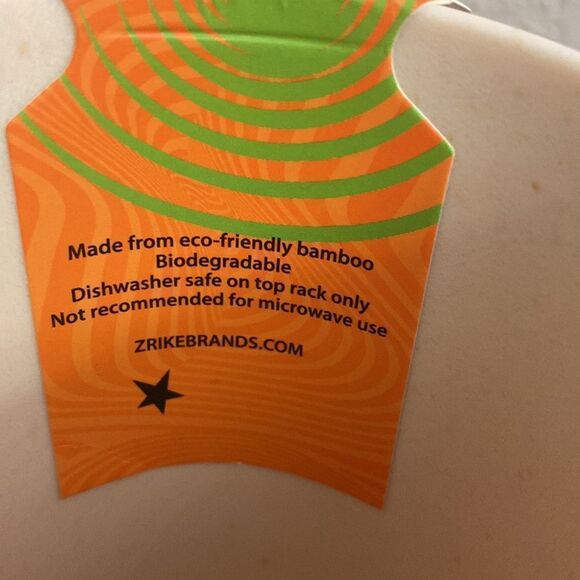 Made from eco-friendly bamboo
Biodegradable
Dishwasher safe on top rack only
Not recommended for microwave use
ZRIKEBRANDS.COM